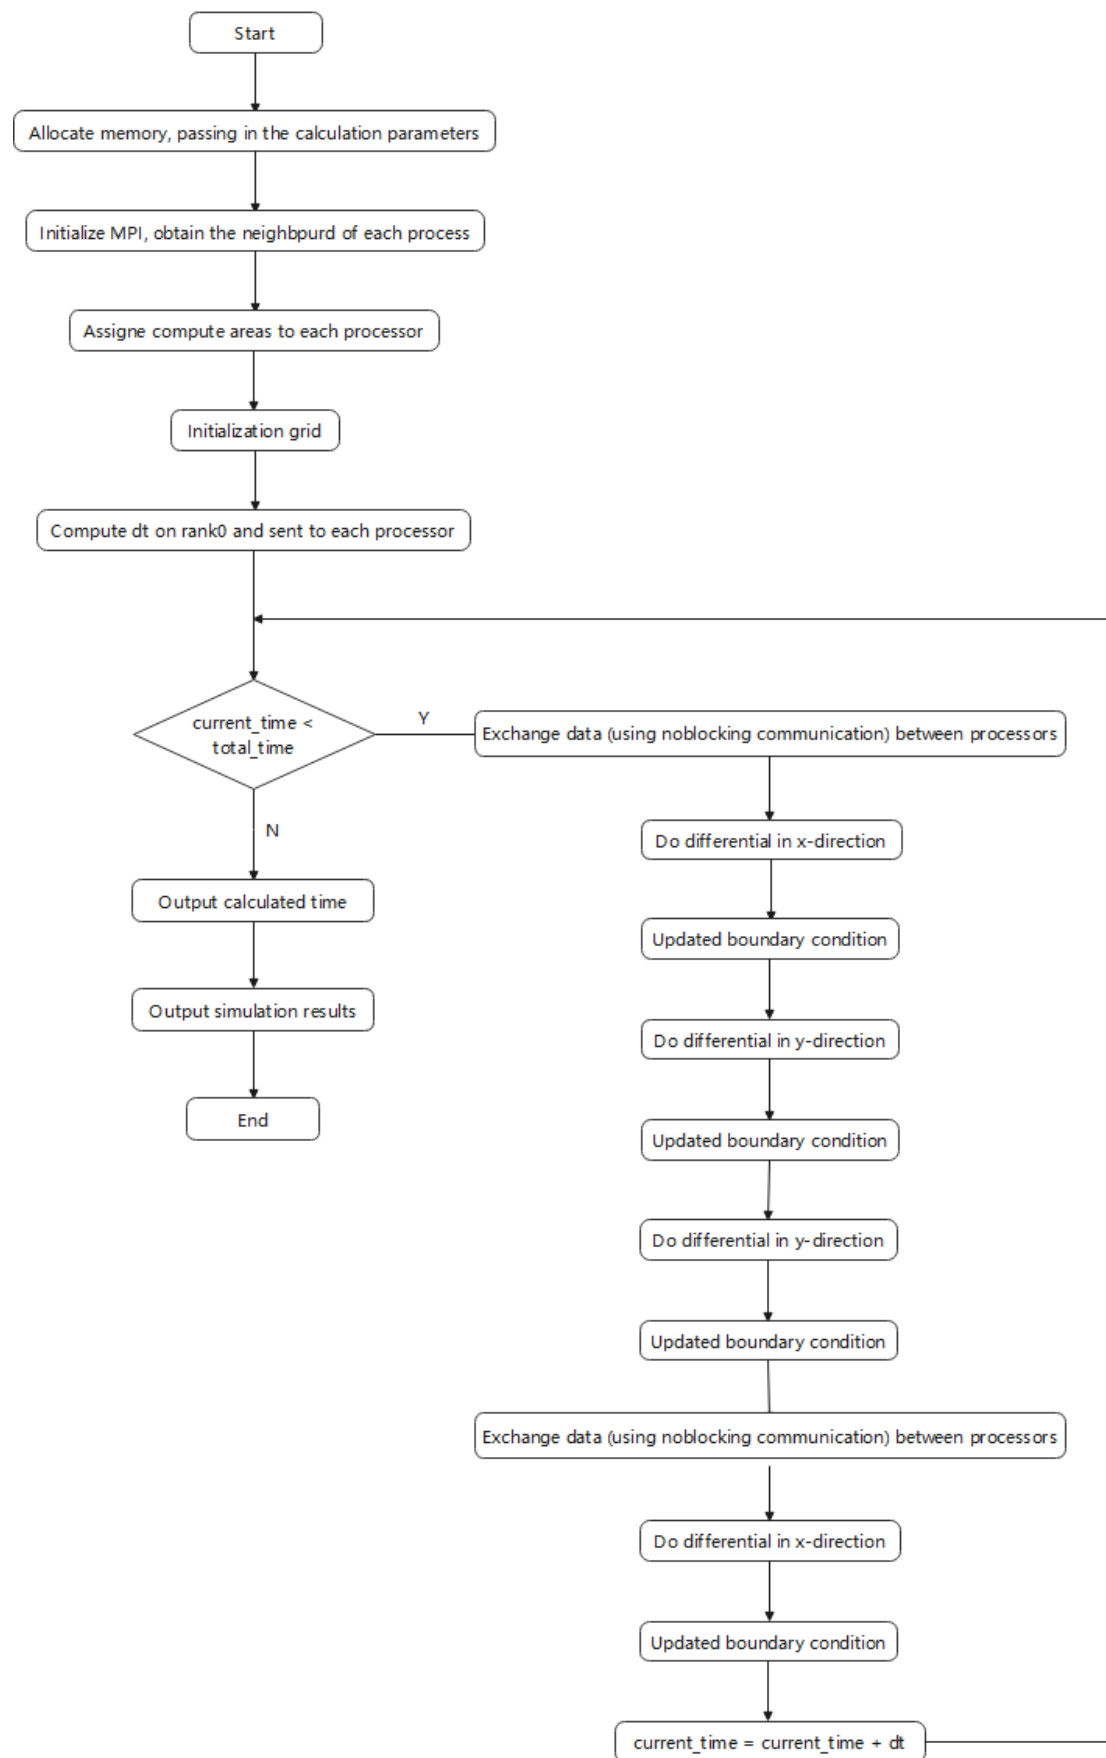 Start
Allocate memory, passing in the calculation parameters
Initialize MPI, obtain the neighbpurd of each process
Assigne compute areas to each processor
Initialization grid
Compute dt on rank0 and sent to each processor
current_time <
total_time
Y
N
Output calculated time
Output simulation results
End
Exchange data (using noblocking communication) between processors
Do differential in x-direction
Updated boundary condition
Do differential in y-direction
Updated boundary condition
Do differential in y-direction
Updated boundary condition
Exchange data (using noblocking communication) between processors
Do differential in x-direction
Updated boundary condition
current_time = current_time + dt